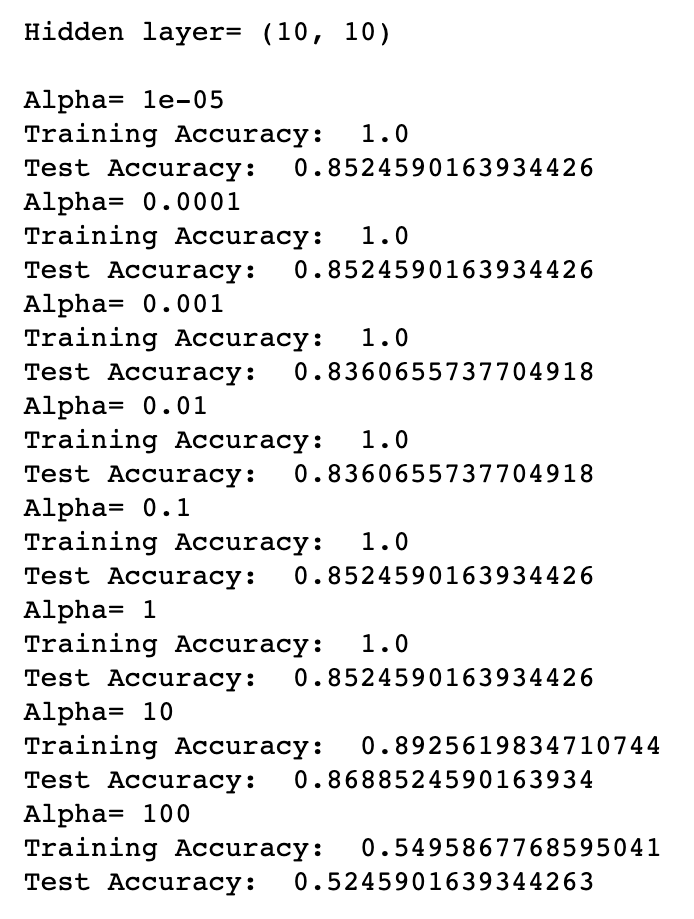 Hidden layer= (10, 10)

Alpha= 1e-05
Training Accuracy:  1.0
Test Accuracy:  0.8524590163934426
Alpha= 0.0001
Training Accuracy:  1.0
Test Accuracy:  0.8524590163934426
Alpha= 0.001
Training Accuracy:  1.0
Test Accuracy:  0.8360655737704918
Alpha= 0.01
Training Accuracy:  1.0
Test Accuracy:  0.8360655737704918
Alpha= 0.1
Training Accuracy:  1.0
Test Accuracy:  0.8524590163934426
Alpha= 1
Training Accuracy:  1.0
Test Accuracy:  0.8524590163934426
Alpha= 10
Training Accuracy:  0.8925619834710744
Test Accuracy:  0.8688524590163934
Alpha= 100
Training Accuracy:  0.5495867768595041
Test Accuracy:  0.5245901639344263